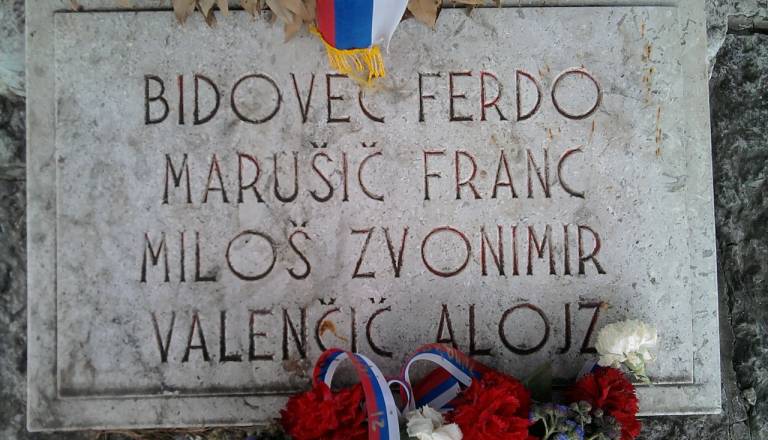 BIDOVEC FERDO
MARUŠIČ FRANC
MILOŠ ZVONIMIR
VALENČIČ ALOJZ